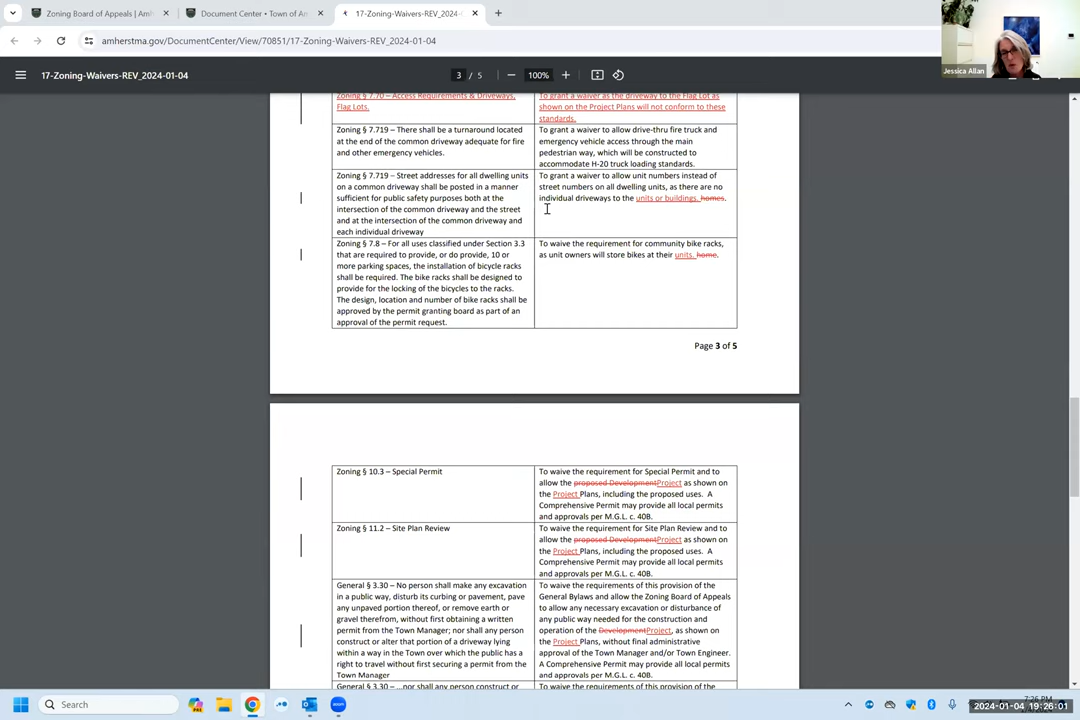 Zoning Board of Appeals | Amh
Document Center • Town of Am
17-Zoning-Waivers-REV_2024-01-
amherstma.gov/DocumentCenter/View/70851/17-Zoning-Waivers-REV_2024-01-04
Jessica Allan
17-Zoning-Waivers-REV_2024-01-04
3 / 5
100%
Zoning § 7.70 – Access Requirements & Driveways,
Flag Lots.
To grant a waiver as the driveway to the Flag Lot as
shown on the Project Plans will not conform to these
standards.
Zoning § 7.719 – There shall be a turnaround located
at the end of the common driveway adequate for fire
and other emergency vehicles.
To grant a waiver to allow drive-thru fire truck and
emergency vehicle access through the main
pedestrian way, which will be constructed to
accommodate H-20 truck loading standards.
Zoning § 7.719 – Street addresses for all dwelling units
on a common driveway shall be posted in a manner
sufficient for public safety purposes both at the
intersection of the common driveway and the street
and at the intersection of the common driveway and
each individual driveway
To grant a waiver to allow unit numbers instead of
street numbers on all dwelling units, as there are no
individual driveways to the units or buildings. homes.
Zoning § 7.8 – For all uses classified under Section 3.3
that are required to provide, or do provide, 10 or
more parking spaces, the installation of bicycle racks
shall be required. The bike racks shall be designed to
provide for the locking of the bicycles to the racks.
The design, location and number of bike racks shall be
approved by the permit granting board as part of an
approval of the permit request.
To waive the requirement for community bike racks,
as unit owners will store bikes at their units. home.
Page 3 of 5
Zoning § 10.3 – Special Permit
To waive the requirement for Special Permit and to
allow the proposed DevelopmentProject as shown on
the Project Plans, including the proposed uses. A
Comprehensive Permit may provide all local permits
and approvals per M.G.L. c. 40B.
Zoning § 11.2 – Site Plan Review
To waive the requirement for Site Plan Review and to
allow the proposed DevelopmentProject as shown on
the Project Plans, including the proposed uses. A
Comprehensive Permit may provide all local permits
and approvals per M.G.L. c. 40B.
General § 3.30 – No person shall make any excavation
in a public way, disturb its curbing or pavement, pave
any unpaved portion thereof, or remove earth or
gravel therefrom, without first obtaining a written
permit from the Town Manager; nor shall any person
construct or alter that portion of a driveway lying
within a way in the Town over which the public has a
right to travel without first securing a permit from the
Town Manager
To waive the requirements of this provision of the
General Bylaws and allow the Zoning Board of Appeals
to allow any necessary excavation or disturbance of
any public way needed for the construction and
operation of the DevelopmentProject, as shown on
the Project Plans, without final administrative
approval of the Town Manager and/or Town Engineer.
A Comprehensive Permit may provide all local permits
and approvals per M.G.L. c. 40B.
General § 3.30 – ...nor shall any person construct or
To waive the requirements of this provision of the
Search
7:26 PM
2024-01-04 19:26:01